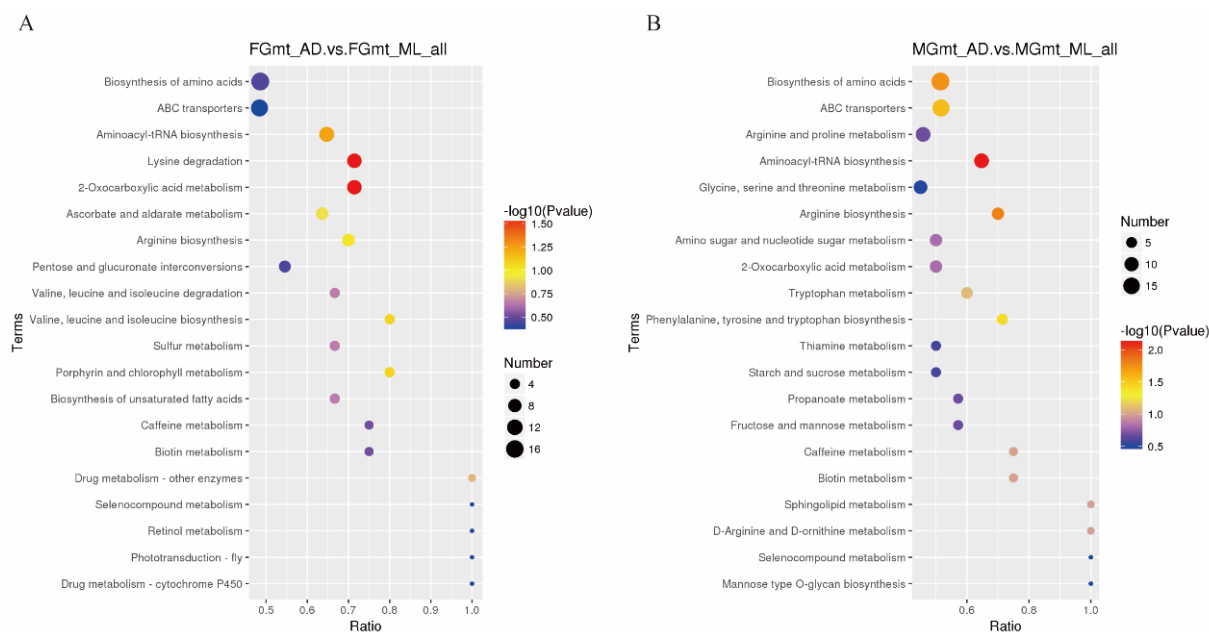 A
FGmt_AD.vs.FGmt_ML_all
Biosynthesis of amino acids
ABC transporters
Aminoacyl-tRNA biosynthesis
Lysine degradation
2-Oxocarboxylic acid metabolism
Ascorbate and aldarate metabolism
Arginine biosynthesis
Pentose and glucuronate interconversions
Valine, leucine and isoleucine degradation
Valine, leucine and isoleucine biosynthesis
Sulfur metabolism
Porphyrin and chlorophyll metabolism
Biosynthesis of unsaturated fatty acids
Caffeine metabolism
Biotin metabolism
Drug metabolism - other enzymes
Selenocompound metabolism
Retinol metabolism
Phototransduction - fly
Drug metabolism - cytochrome P450
Terms
0.5 0.6 0.7 0.8 0.9 1.0
Ratio
-log10(Pvalue)
1.50
1.25
1.00
0.75
0.50
Number
4
8
12
16
B
MGmt_AD.vs.MGmt_ML_all
Biosynthesis of amino acids
ABC transporters
Arginine and proline metabolism
Aminoacyl-tRNA biosynthesis
Glycine, serine and threonine metabolism
Arginine biosynthesis
Amino sugar and nucleotide sugar metabolism
2-Oxocarboxylic acid metabolism
Tryptophan metabolism
Phenylalanine, tyrosine and tryptophan biosynthesis
Thiamine metabolism
Starch and sucrose metabolism
Propanoate metabolism
Fructose and mannose metabolism
Caffeine metabolism
Biotin metabolism
Sphingolipid metabolism
D-Arginine and D-ornithine metabolism
Selenocompound metabolism
Mannose type O-glycan biosynthesis
Terms
0.6 0.8 1.0
Ratio
Number
5
10
15
-log10(Pvalue)
2.0
1.5
1.0
0.5